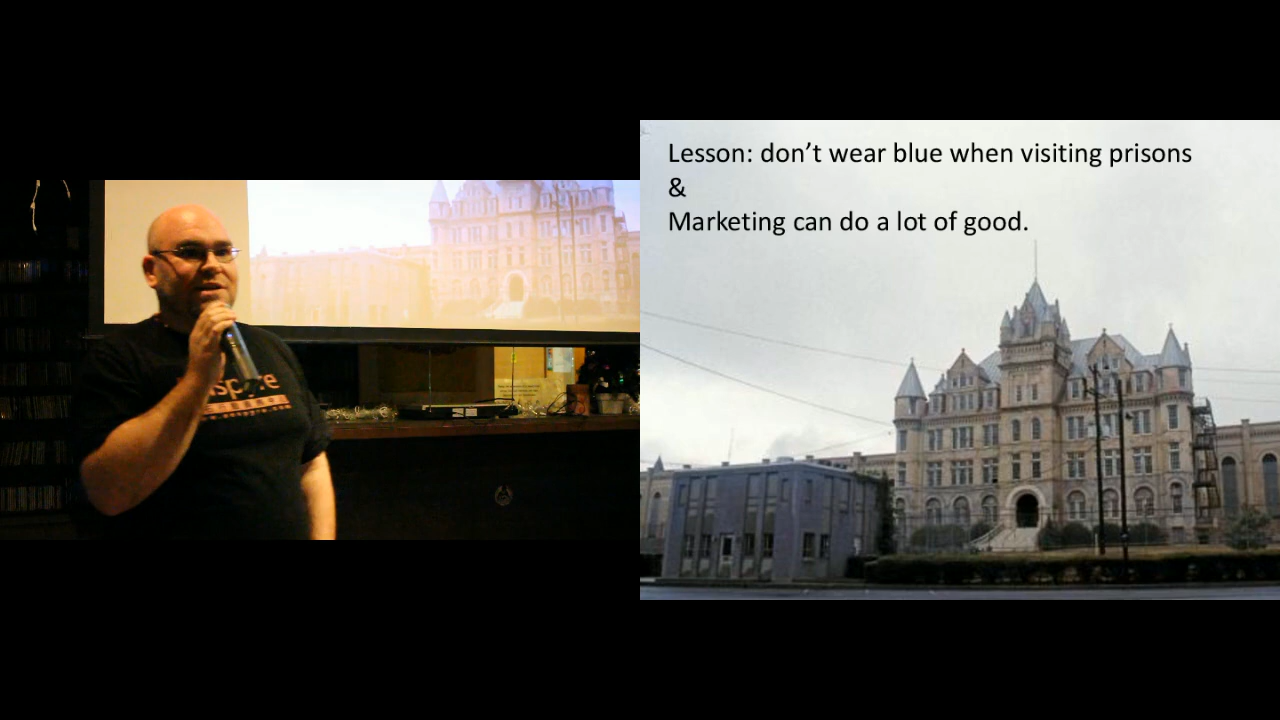 Lesson: don’t wear blue when visiting prisons
&
Marketing can do a lot of good.